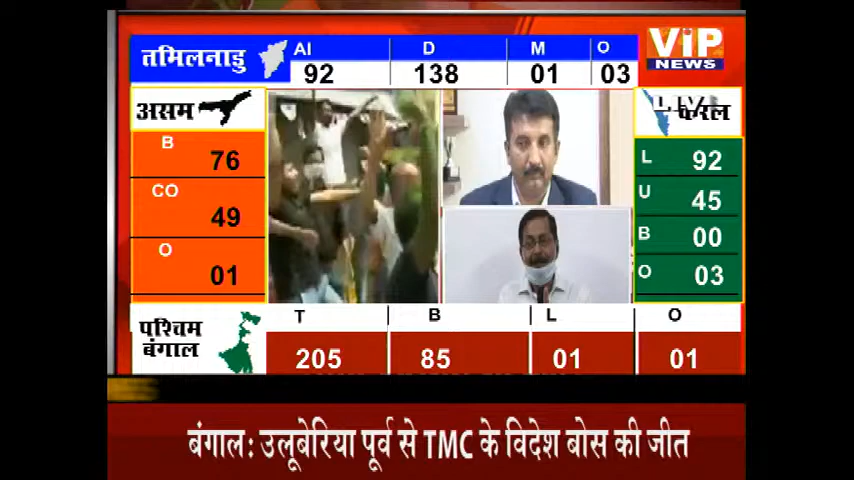 तमिलनाडु
AI D M O
92 138 01 03
ViP
NEWS
असम
B
76
CO
49
O
01
LIVE
L 92
U 45
B 00
O 03
पश्चिम
बंगाल
T B L O
205 85 01 01
बंगाल: उलूबेरिया पूर्व से TMC के विदेश बोस की जीत